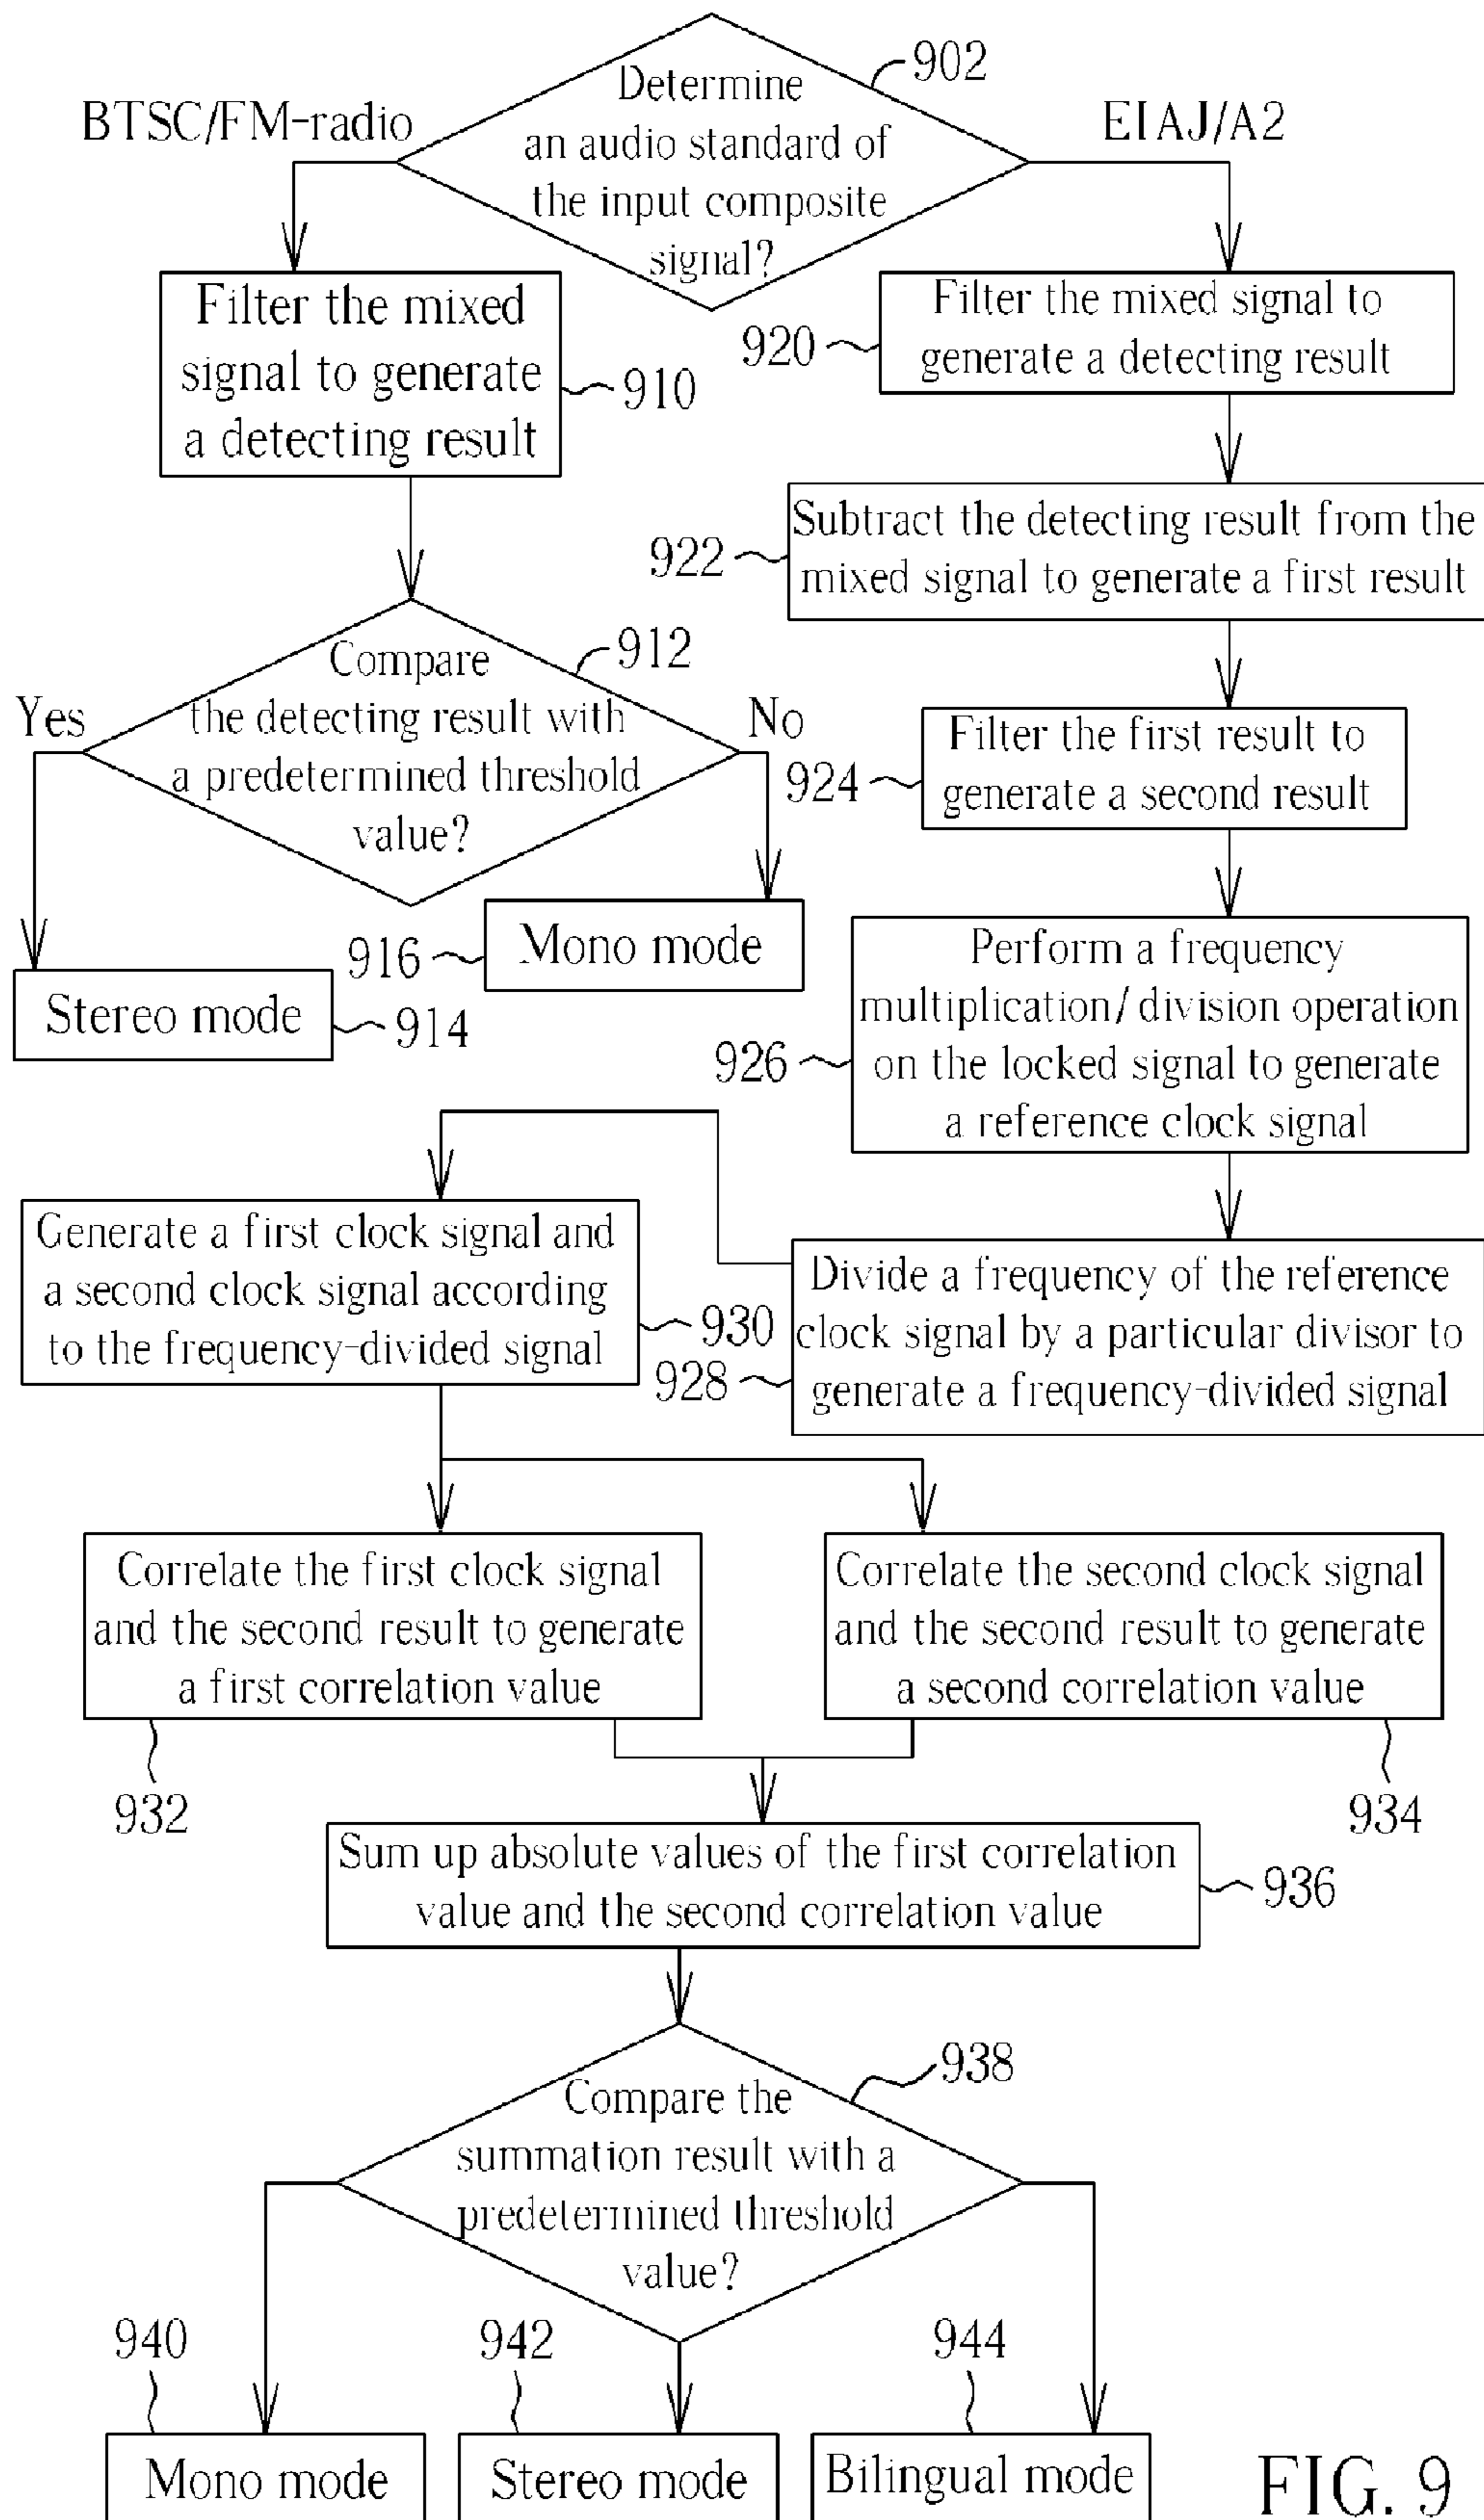 902
Determine
an audio standard of
the input composite
signal?
BTSC/FM-radio
EIAJ/A2
Filter the mixed
signal to generate
a detecting result
910
Filter the mixed signal to
generate a detecting result
920
Subtract the detecting result from the
mixed signal to generate a first result
922
912
Compare
the detecting result with
a predetermined threshold
value?
Yes
No
Filter the first result to
generate a second result
924
Mono mode
916
Stereo mode
914
Perform a frequency
multiplication/ division operation
on the locked signal to generate
a reference clock signal
926
Generate a first clock signal and
a second clock signal according
to the frequency-divided signal
930
Divide a frequency of the reference
clock signal by a particular divisor to
generate a frequency-divided signal
928
Correlate the first clock signal
and the second result to generate
a first correlation value
932
Correlate the second clock signal
and the second result to generate
a second correlation value
934
Sum up absolute values of the first correlation
value and the second correlation value
936
938
Compare the
summation result with a
predetermined threshold
value?
940
942
944
Mono mode
Stereo mode
Bilingual mode
FIG. 9